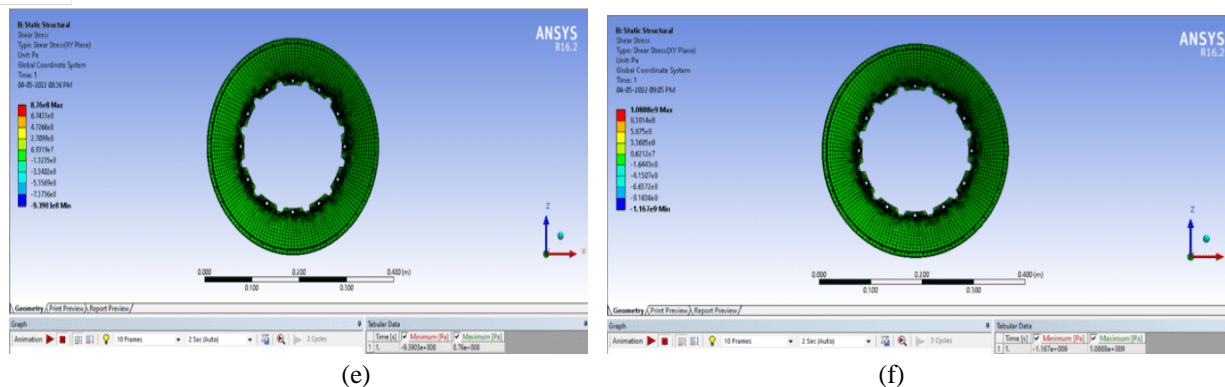 B: Static Structural
Shear Stress
Type: Shear Stress(XY Plane)
Unit: Pa
Global Coordinate System
Time: 1
04-05-2022 08:36 PM
8.76e8 Max
6.7433e8
4.7266e8
2.7099e8
6.9319e7
-1.3235e8
-3.3402e8
-5.3569e8
-7.3736e8
-9.3903e8 Min
ANSYS
R16.2
Z
X
0.000 0.200 0.400 (m)
0.100 0.300
Geometry Print Preview Report Preview
Graph
Animation 10 Frames 2 Sec (Auto) 3 Cycles
Tabular Data
Time [s] Minimum [Pa] Maximum [Pa]
1 1. -9.3903e+008 8.76e+008
(e)
B: Static Structural
Shear Stress
Type: Shear Stress(XY Plane)
Unit: Pa
Global Coordinate System
Time: 1
04-05-2022 09:05 PM
1.0888e9 Max
8.3814e8
5.875e8
3.3685e8
8.6212e7
-1.6443e8
-4.1507e8
-6.6572e8
-9.1636e8
-1.167e9 Min
ANSYS
R16.2
Z
X
0.000 0.200 0.400 (m)
0.100 0.300
Geometry Print Preview Report Preview
Graph
Animation 10 Frames 2 Sec (Auto) 3 Cycles
Tabular Data
Time [s] Minimum [Pa] Maximum [Pa]
1 1. -1.167e+009 1.0888e+009
(f)